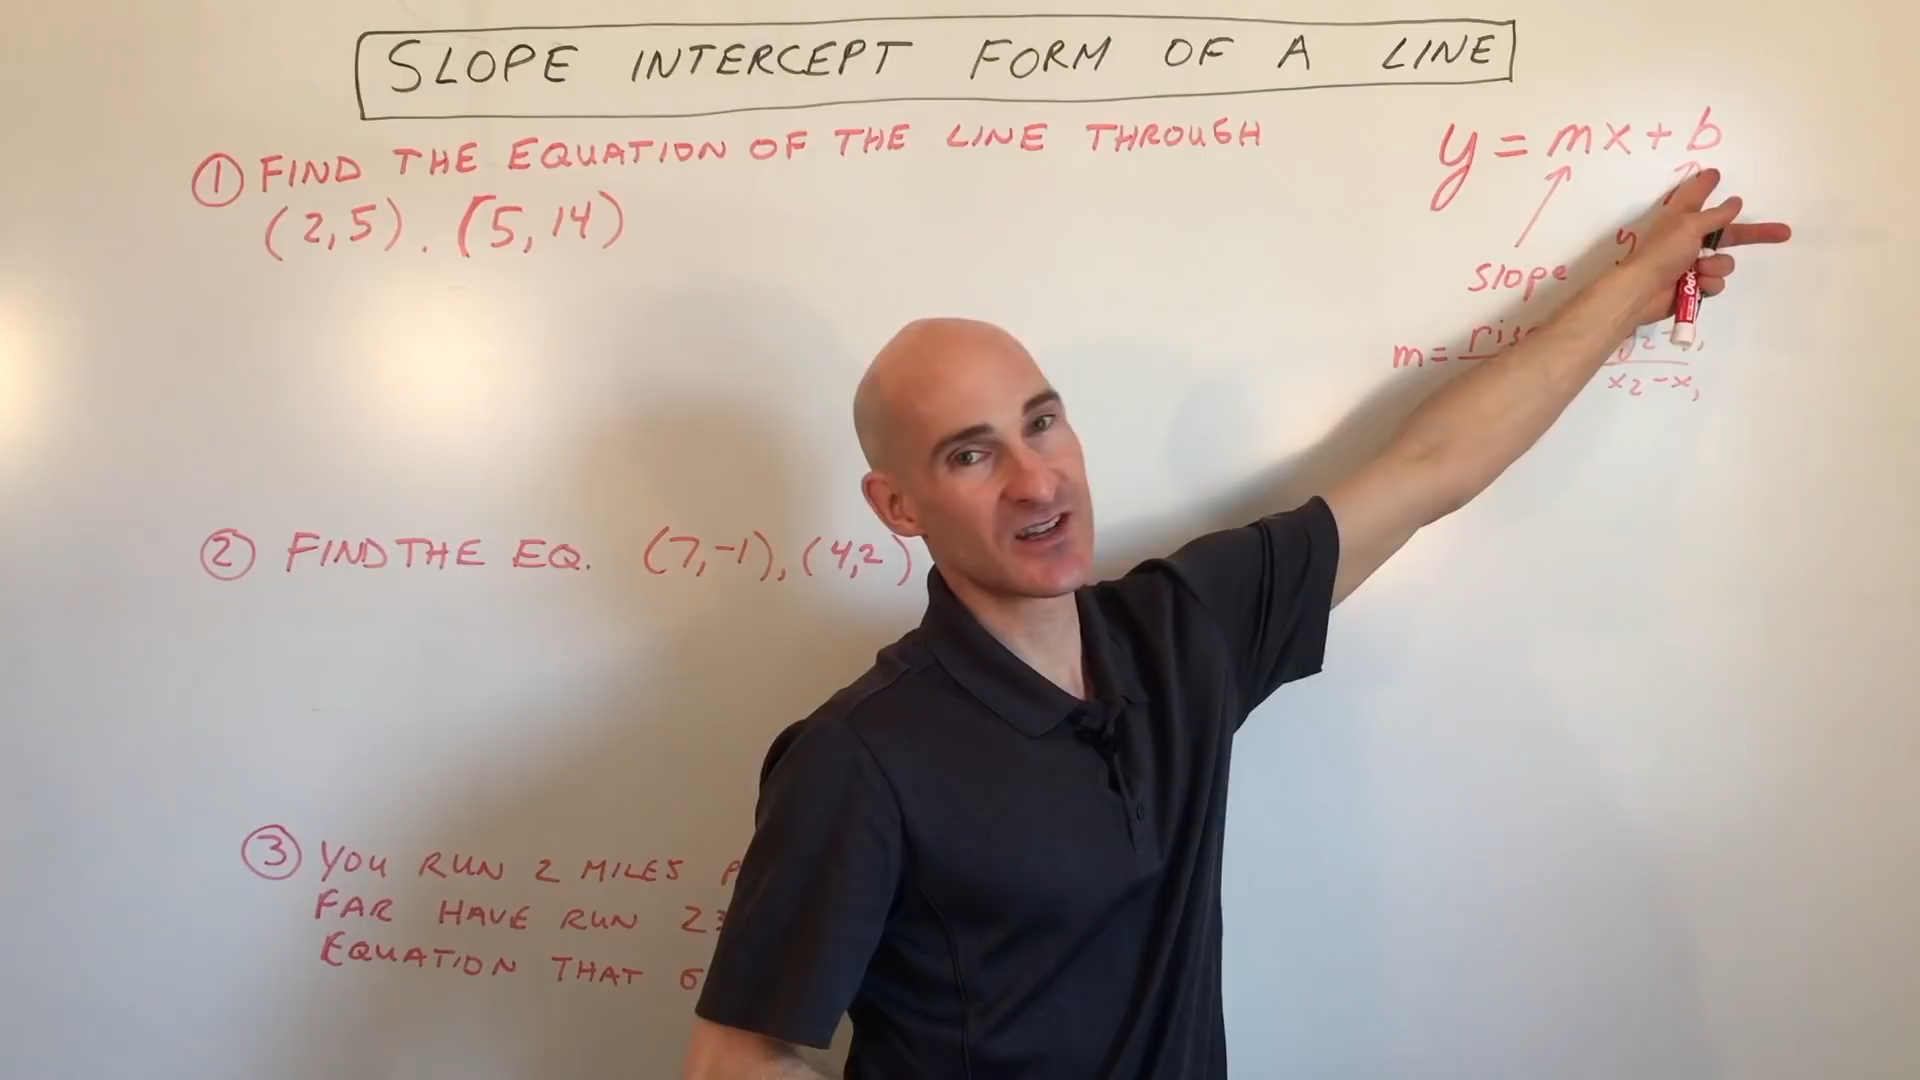 SLOPE INTERCEPT FORM OF A LINE
① FIND THE EQUATION OF THE LINE THROUGH
(2,5), (5,14)
y = mx + b
slope
y
m =
x₂ - x₁
② FIND THE EQ. (7,-1), (4,2)
③ YOU RUN 2 MILES
FAR HAVE RUN
EQUATION THAT